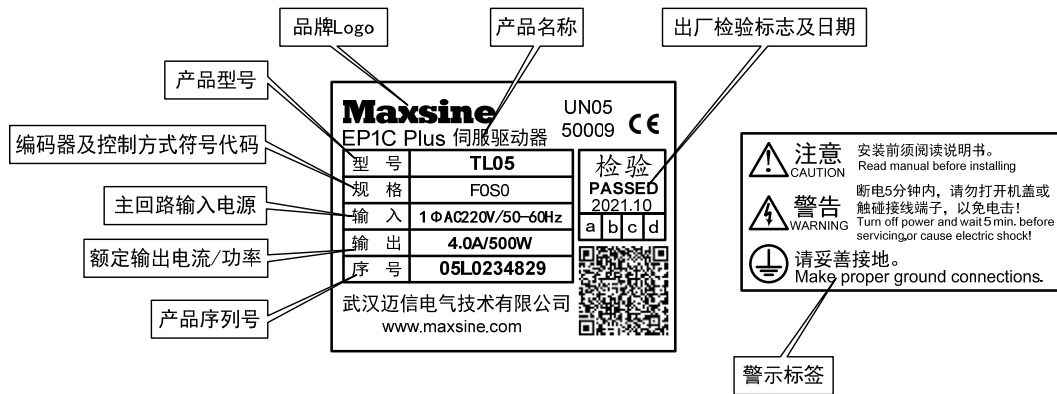 品牌Logo
产品名称
出厂检验标志及日期
产品型号
编码器及控制方式符号代码
主回路输入电源
额定输出电流/功率
产品序列号
Maxsine
UN05
50009 CE
EP1C Plus 伺服驱动器
型 号 TL05
规 格 F0S0
输 入 1ΦAC220V/50-60Hz
输 出 4.0A/500W
序 号 05L0234829
检验
PASSED
2021.10
a b c d
武汉迈信电气技术有限公司
www.maxsine.com
注意 安装前须阅读说明书。
CAUTION Read manual before installing
警告 断电5分钟内，请勿打开机盖或
触碰接线端子，以免电击！
WARNING Turn off power and wait 5 min. before
servicing,or cause electric shock!
请妥善接地。
Make proper ground connections.
警示标签